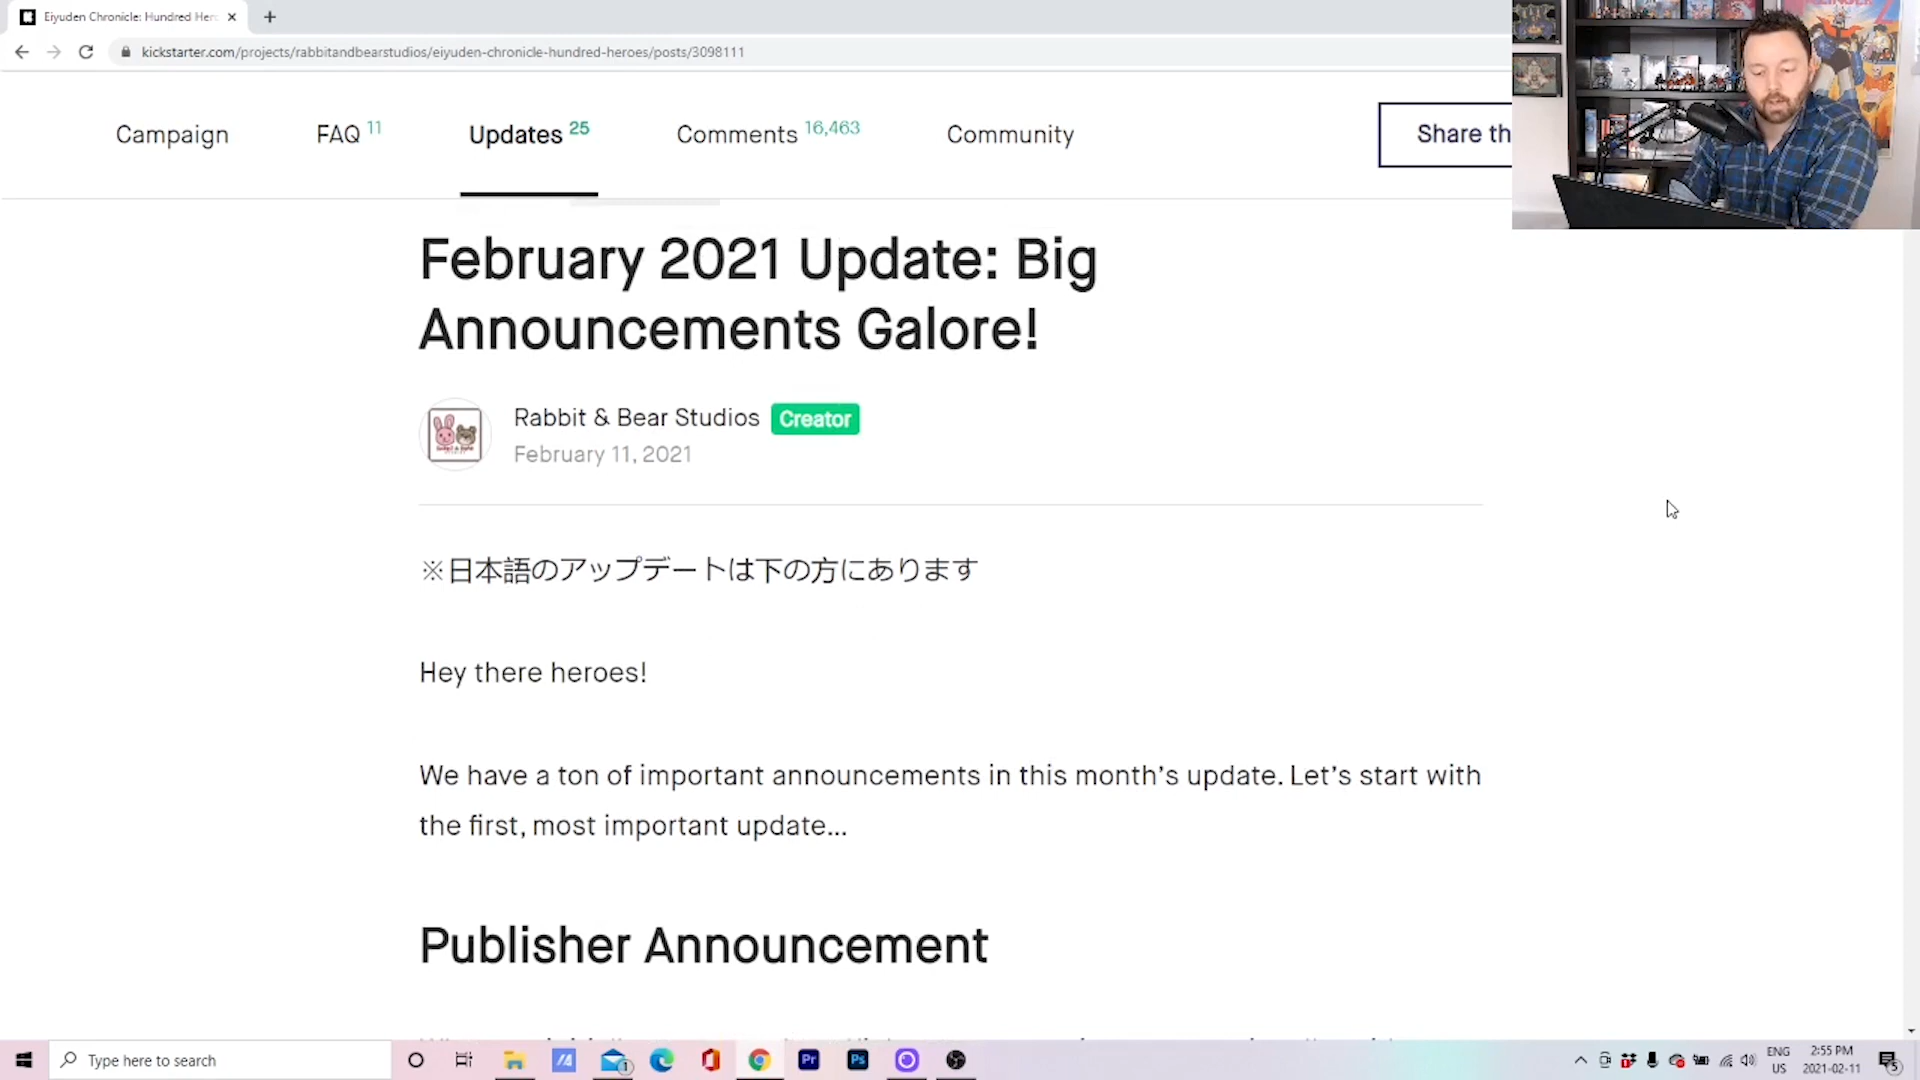 Eiyuden Chronicle: Hundred Her
kickstarter.com/projects/rabbitandbearstudios/eiyuden-chronicle-hundred-heroes/posts/3098111
Campaign
FAQ 11
Updates 25
Comments 16,463
Community
Share th
February 2021 Update: Big
Announcements Galore!
Rabbit & Bear Studios Creator
February 11, 2021
※日本語のアップデートは下の方にあります
Hey there heroes!
We have a ton of important announcements in this month's update. Let's start with
the first, most important update...
Publisher Announcement
Type here to search
Pr
Ps
ENG
US
2:55 PM
2021-02-11
5